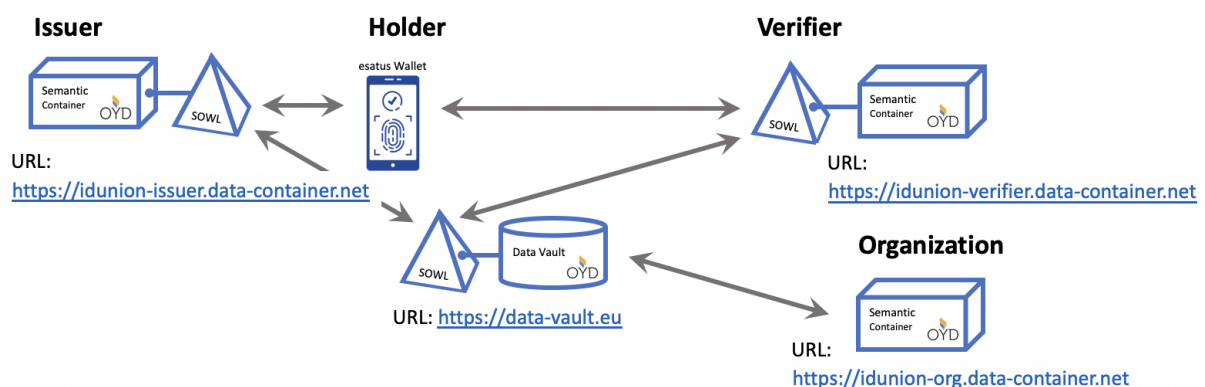 Issuer
Holder
Verifier
esatus Wallet
Semantic
Container
OYD
SOWL
SOWL
Semantic
Container
OYD
URL:
https://idunion-issuer.data-container.net
URL:
https://idunion-verifier.data-container.net
SOWL
Data Vault
OYD
URL: https://data-vault.eu
Organization
Semantic
Container
OYD
URL:
https://idunion-org.data-container.net